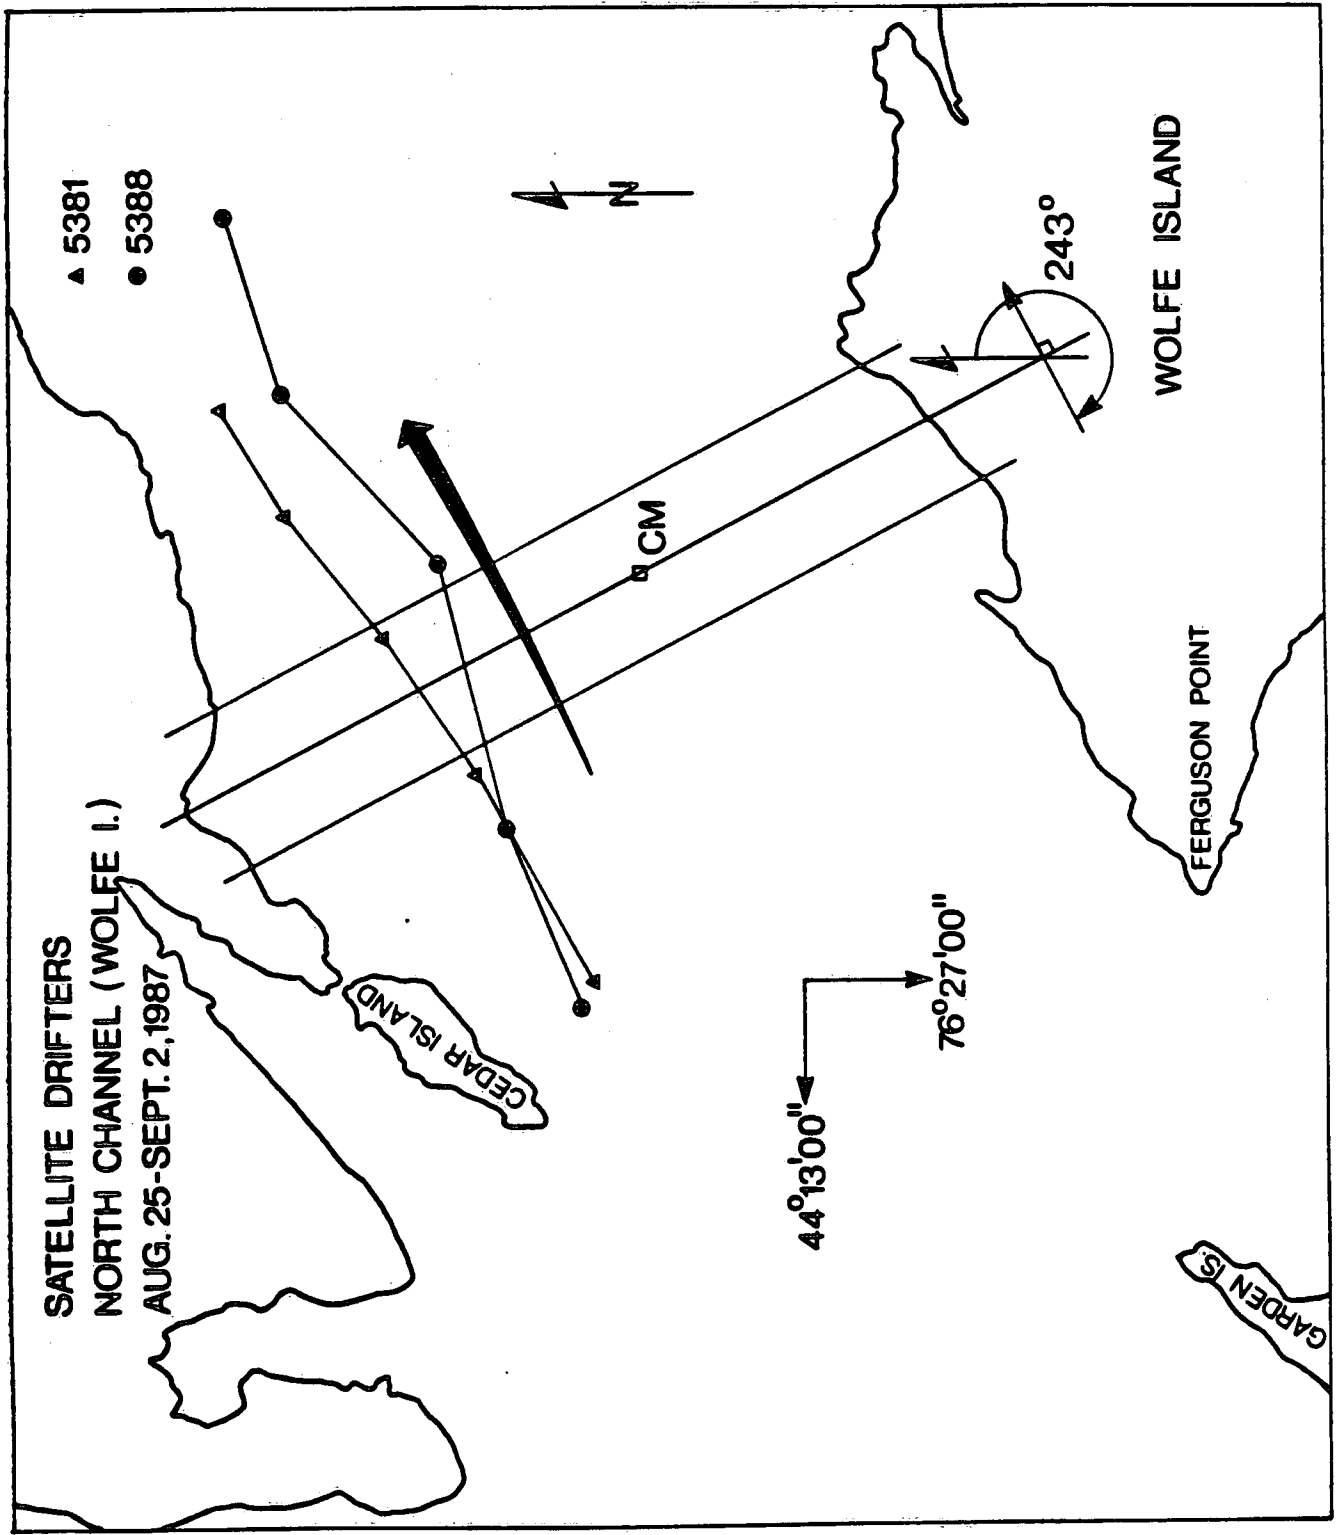 SATELLITE DRIFTERS
NORTH CHANNEL (WOLFE I.)
AUG. 25-SEPT. 2, 1987
▲ 5381
● 5388
N
CEDAR ISLAND
CM
44°13'00"
76°27'00"
243°
WOLFE ISLAND
FERGUSON POINT
GARDEN IS.